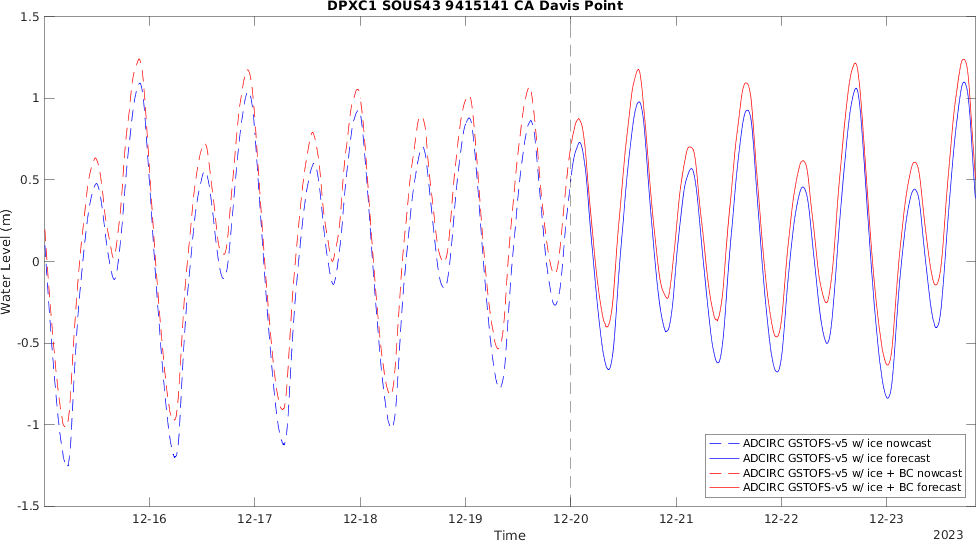 DPXC1 SOUS43 9415141 CA Davis Point
1.5
1
0.5
0
-0.5
-1
-1.5
Water Level (m)
12-16
12-17
12-18
12-19
12-20
12-21
12-22
12-23
Time
2023
ADCIRC GSTOFS-v5 w/ ice nowcast
ADCIRC GSTOFS-v5 w/ ice forecast
ADCIRC GSTOFS-v5 w/ ice + BC nowcast
ADCIRC GSTOFS-v5 w/ ice + BC forecast